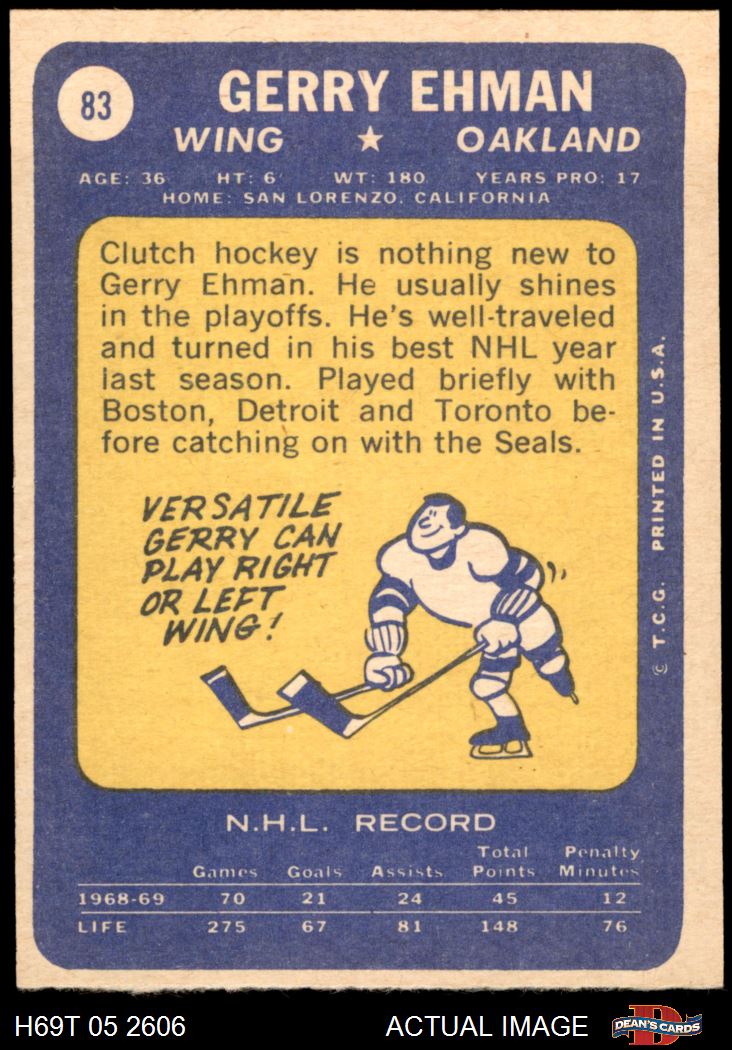 83
GERRY EHMAN
WING ★ OAKLAND
AGE: 36 HT: 6' WT: 180 YEARS PRO: 17
HOME: SAN LORENZO, CALIFORNIA
Clutch hockey is nothing new to
Gerry Ehman. He usually shines
in the playoffs. He's well-traveled
and turned in his best NHL year
last season. Played briefly with
Boston, Detroit and Toronto be-
fore catching on with the Seals.
VERSATILE
GERRY CAN
PLAY RIGHT
OR LEFT
WING!
© T.C.G. PRINTED IN U.S.A.
N.H.L. RECORD
Games Goals Assists Total Points Penalty Minutes
1968-69 70 21 24 45 12
LIFE 275 67 81 148 76
H69T 05 2606 ACTUAL IMAGE
D
DEAN'S CARDS